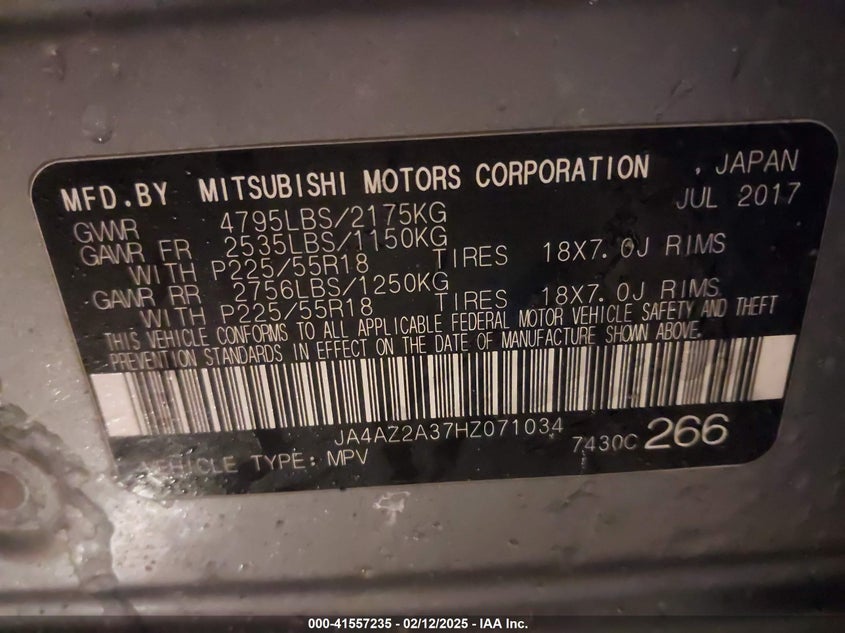 MFD.BY MITSUBISHI MOTORS CORPORATION , JAPAN
JUL 2017
GVWR 4795LBS/2175KG
GAWR FR 2535LBS/1150KG
WITH P225/55R18 TIRES 18X7.0J RIMS
GAWR RR 2756LBS/1250KG
WITH P225/55R18 TIRES 18X7.0J RIMS
THIS VEHICLE CONFORMS TO ALL APPLICABLE FEDERAL MOTOR VEHICLE SAFETY AND THEFT
PREVENTION STANDARDS IN EFFECT ON THE DATE OF MANUFACTURE SHOWN ABOVE.
JA4AZ2A37HZ071034
VEHICLE TYPE: MPV 7430C 266
000-41557235 - 02/12/2025 - IAA Inc.